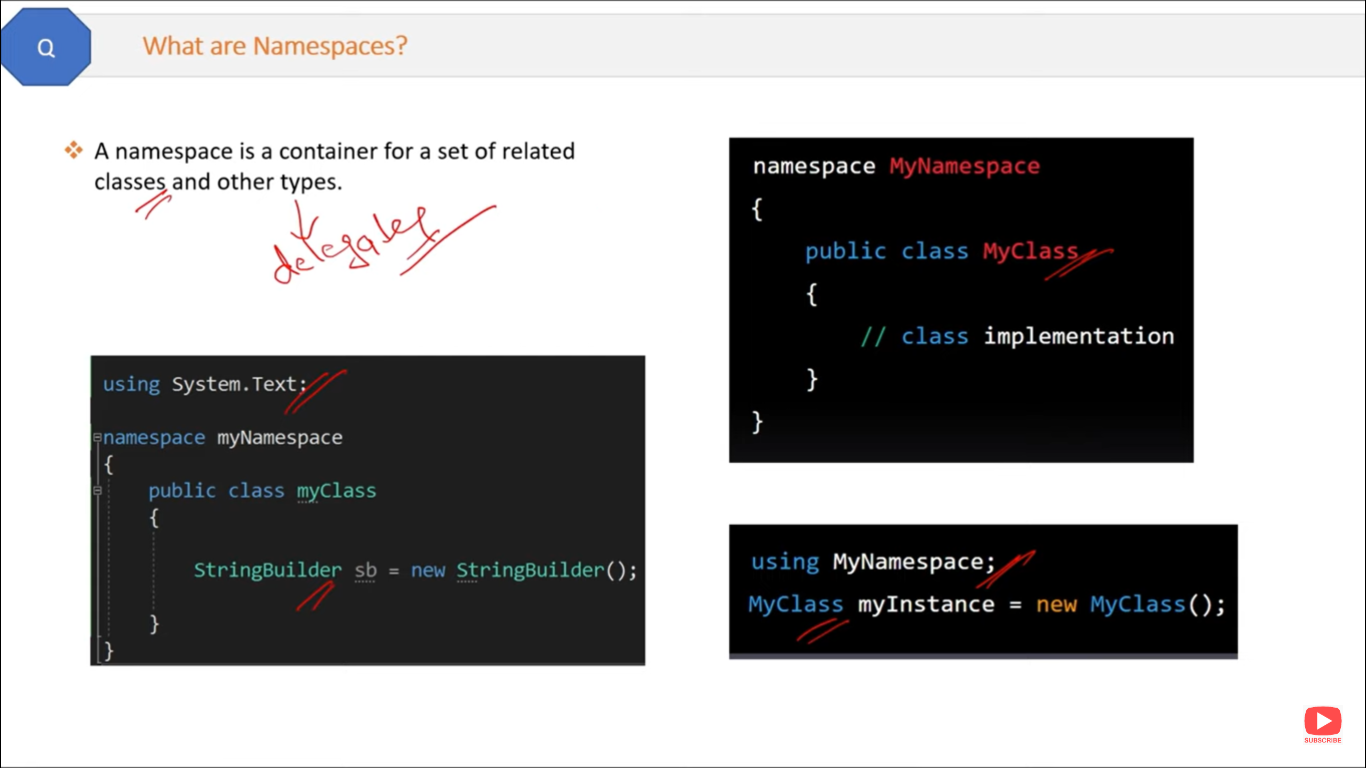 Q
What are Namespaces?
A namespace is a container for a set of related
classes and other types.
delegates
using System.Text;
namespace myNamespace
{
public class myClass
{
StringBuilder sb = new StringBuilder();
}
}
namespace MyNamespace
{
public class MyClass
{
// class implementation
}
}
using MyNamespace;
MyClass myInstance = new MyClass();
SUBSCRIBE